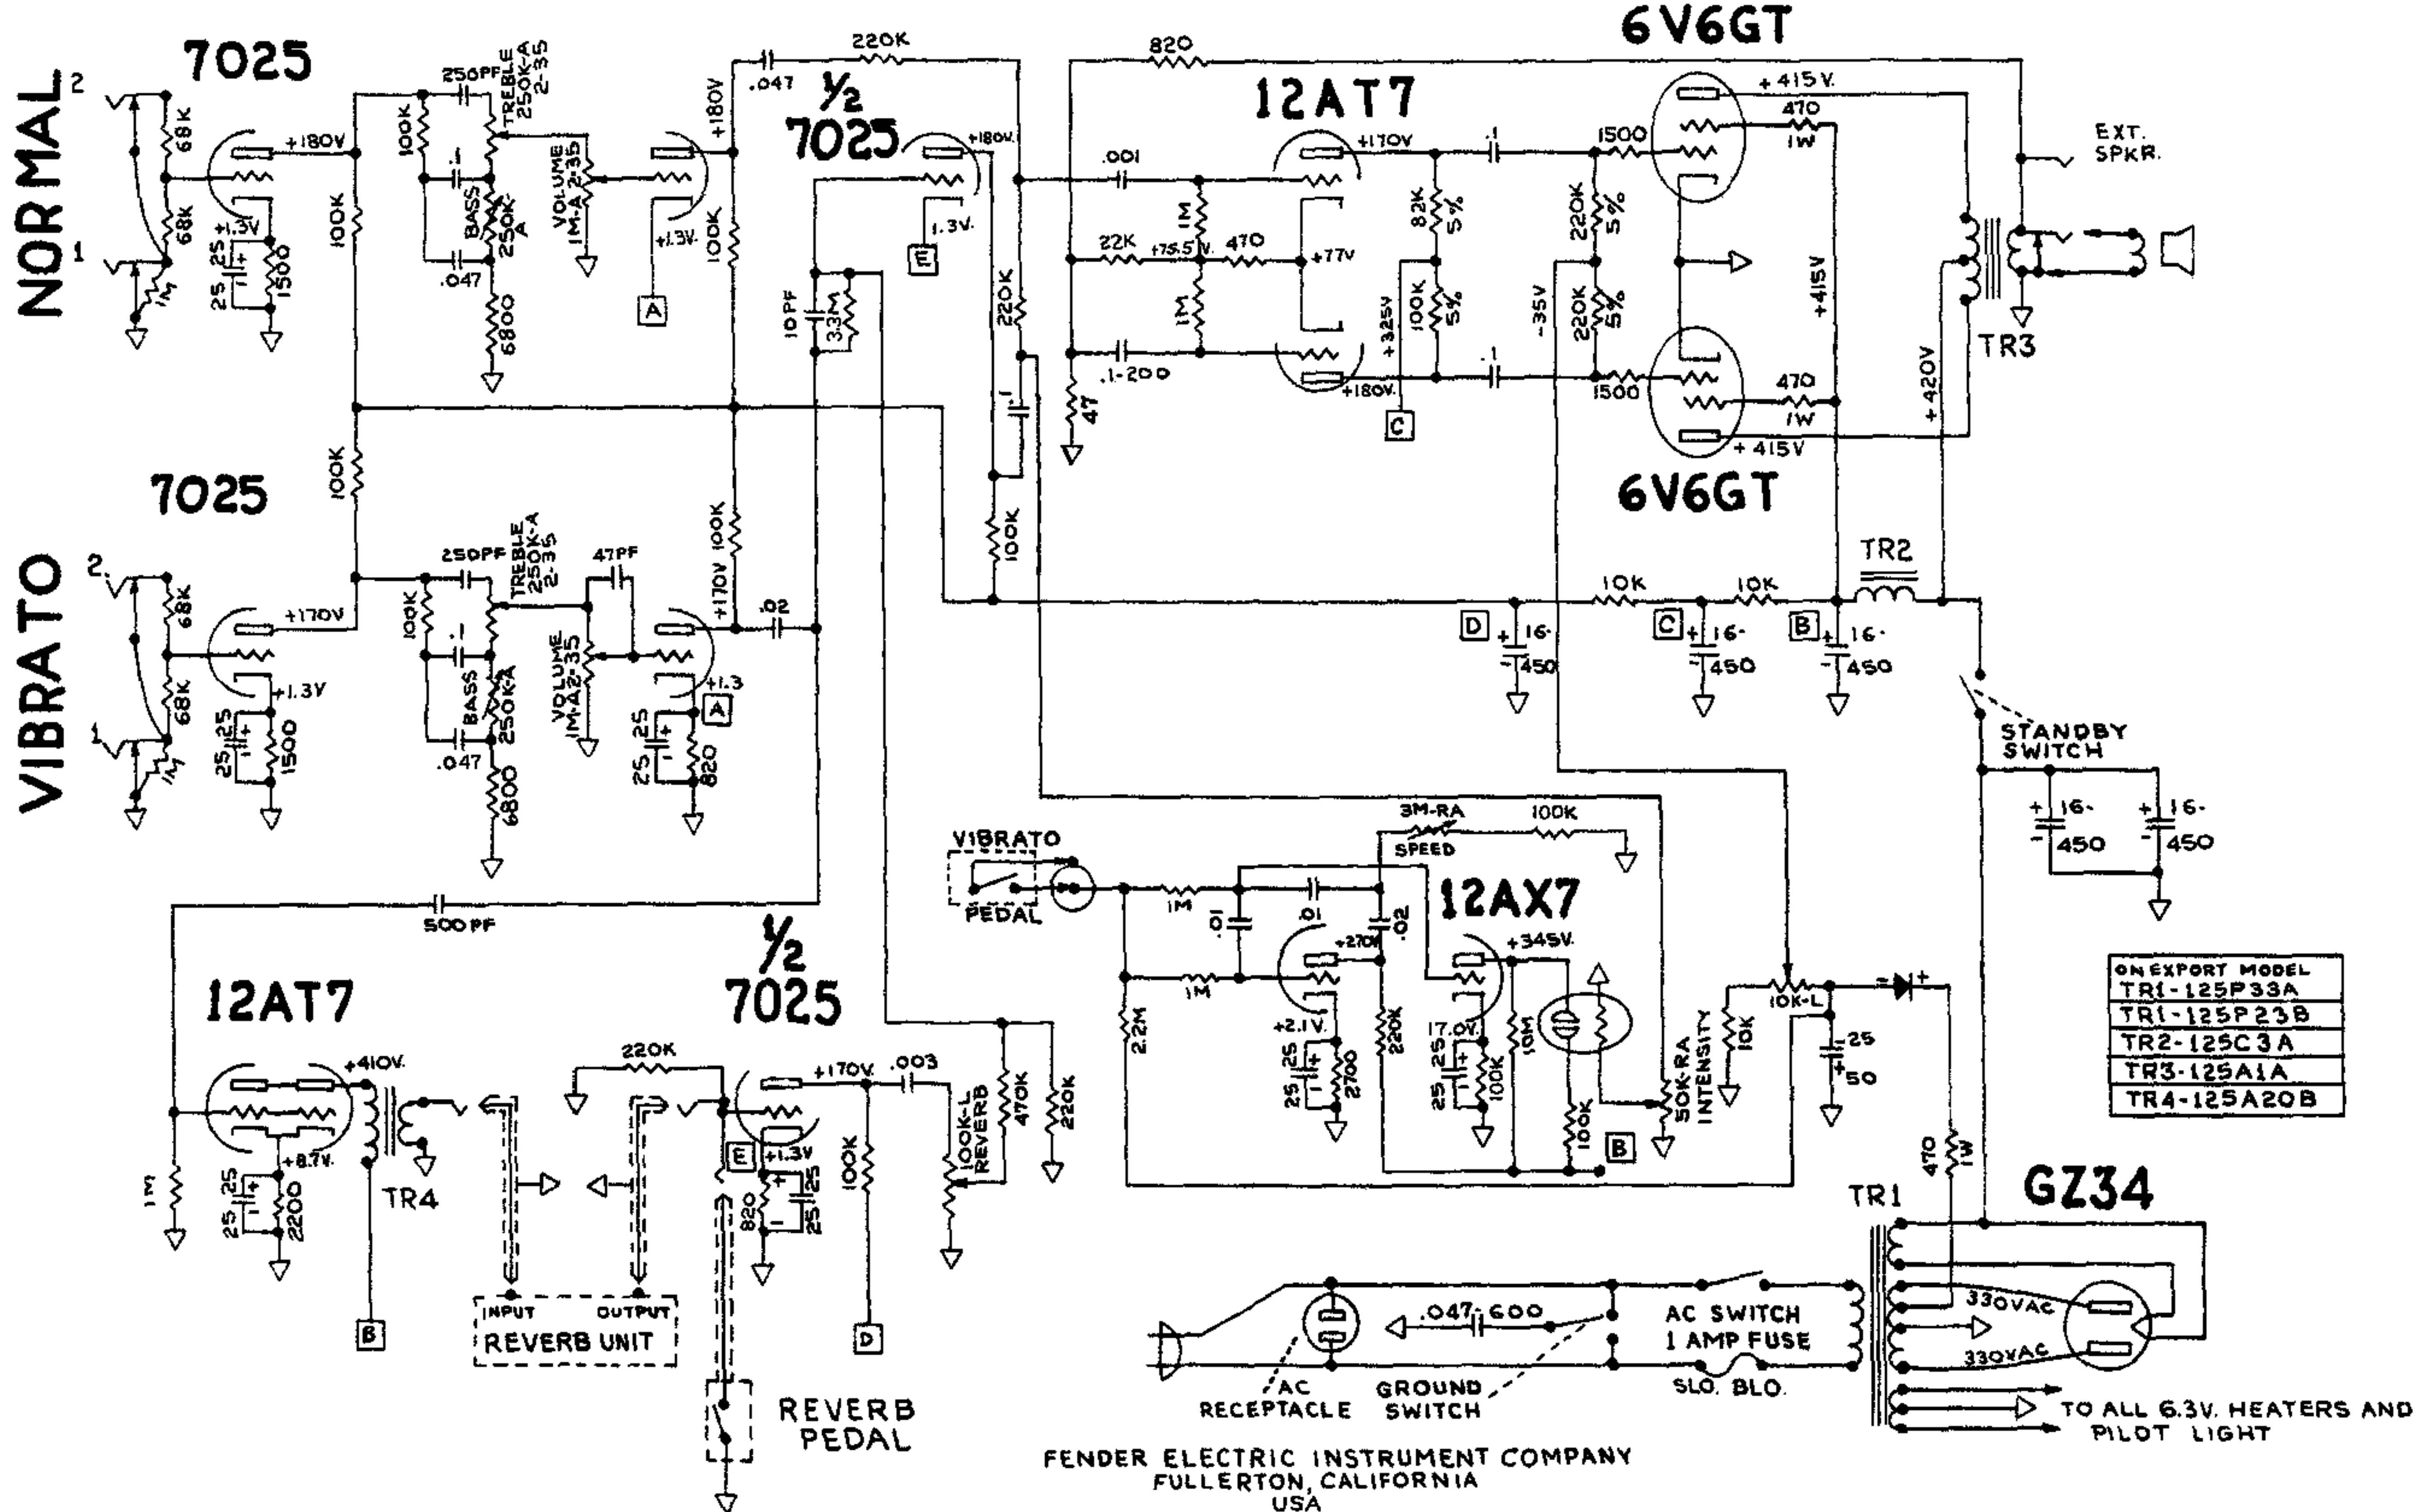 NORMAL
2
1
7025
68K
68K
1M
+180V
+1.3V
25 25
1500
100K
100K
250PF
TREBLE
250K-A
2-35
.1
BASS
250K-
A
.047
6800
VOLUME
1M-A 2-35
+180V
+1.3V.
A
100K
.047
220K
½
7025
+180V.
1.3V.
E
10PF
3.3M
220K
.1
100K
820
12AT7
.001
1M
22K
+75.5V.
470
+77V
1M
.1-200
47
+170V
+180V.
82K
5%
100K
5%
+325V
C
.1
.1
-35V
220K
5%
220K
5%
1500
1500
6V6GT
+415V.
470
1W
+415V
470
1W
+415V
6V6GT
+420V
EXT.
SPKR.
TR3
VIBRATO
2.
1
7025
68K
68K
1M
+170V
+1.3V
25 25
1500
100K
100K
250PF
TREBLE
250K-A
2-35
.1
BASS
250K-A
.047
6800
47PF
VOLUME
1M-A 2-35
+170V
100K
.02
+1.3
A
25 25
820
TR2
10K
10K
D
16-
450
C
16-
450
B
16-
450
STANDBY
SWITCH
16-
450
16-
450
500PF
12AT7
+410V.
+8.7V.
1M
25 25
2200
TR4
B
INPUT
OUTPUT
REVERB UNIT
220K
½
7025
+170V
.003
E
+1.3V
820
25 25
100K
D
100K-L
REVERB
470K
220K
REVERB
PEDAL
VIBRATO
PEDAL
1M
.01
.01
.02
1M
2.2M
3M-RA
SPEED
100K
12AX7
+270V
+2.1V.
25 25
2700
220K
+345V.
17.0V.
25 25
100K
10M
100K
B
50K-RA
INTENSITY
10K
10K-L
25
50
470
1W
ON EXPORT MODEL
TR1-125P33A
TR1-125P23B
TR2-125C3A
TR3-125A1A
TR4-125A20B
TR1
GZ34
330VAC
330VAC
.047-600
AC SWITCH
1 AMP FUSE
SLO. BLO.
AC
RECEPTACLE
GROUND
SWITCH
TO ALL 6.3V. HEATERS AND
PILOT LIGHT
FENDER ELECTRIC INSTRUMENT COMPANY
FULLERTON, CALIFORNIA
USA